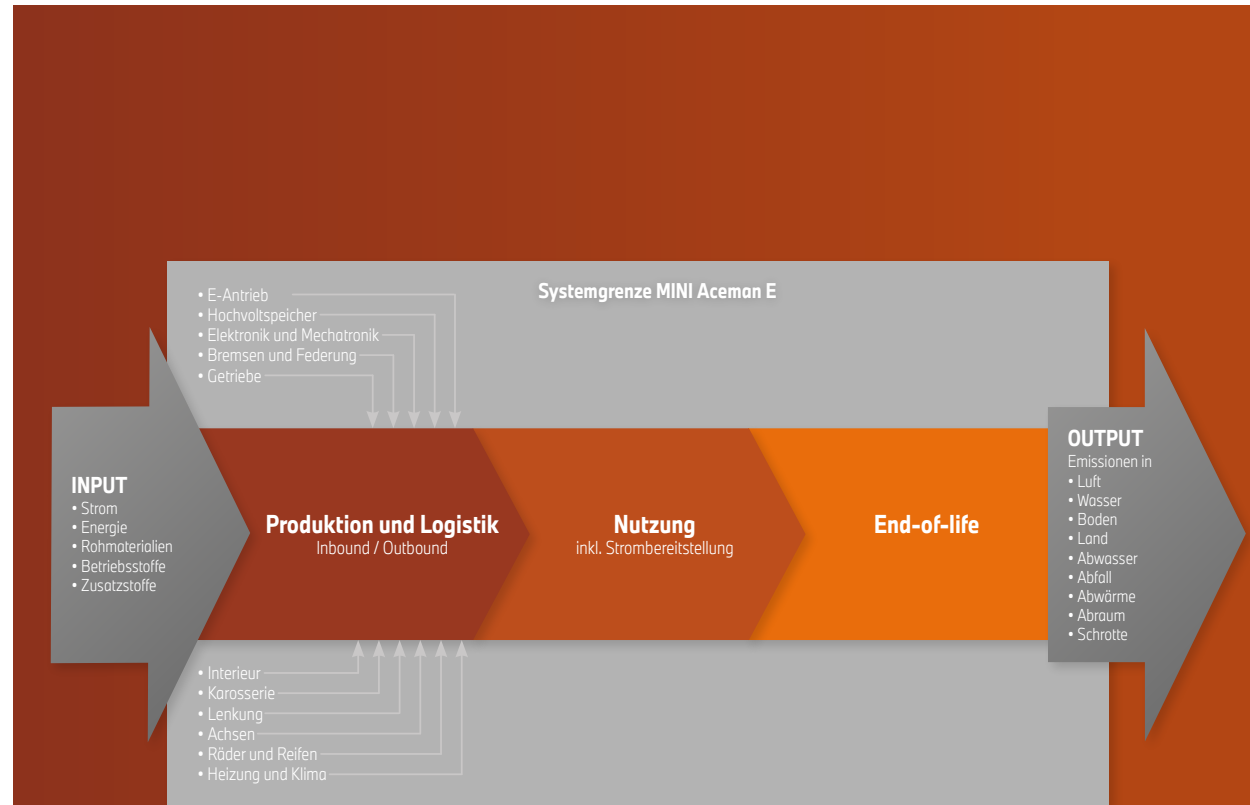 Systemgrenze MINI Aceman E
• E-Antrieb
• Hochvoltspeicher
• Elektronik und Mechatronik
• Bremsen und Federung
• Getriebe
INPUT
• Strom
• Energie
• Rohmaterialien
• Betriebsstoffe
• Zusatzstoffe
Produktion und Logistik
Inbound / Outbound
Nutzung
inkl. Strombereitstellung
End-of-life
OUTPUT
Emissionen in
• Luft
• Wasser
• Boden
• Land
• Abwasser
• Abfall
• Abwärme
• Abraum
• Schrotte
• Interieur
• Karosserie
• Lenkung
• Achsen
• Räder und Reifen
• Heizung und Klima